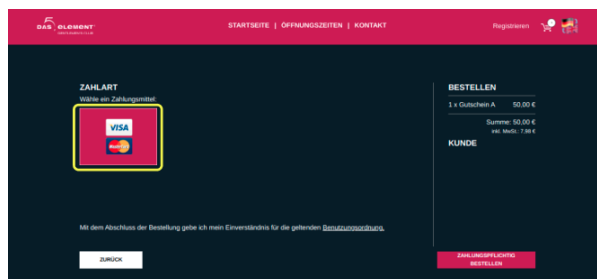 DAS ELEMENT
STARTSEITE | ÖFFNUNGSZEITEN | KONTAKT
Registrieren
ZAHLART
Wähle ein Zahlungsmittel:
VISA
MasterCard
BESTELLEN
1 x Gutschein A 50,00 €
Summe: 50,00 €
inkl. MwSt.: 7,98 €
KUNDE
Mit dem Abschluss der Bestellung gebe ich mein Einverständnis für die geltenden Benutzungsordnung.
ZURÜCK
ZAHLUNGSPFLICHTIG
BESTELLEN